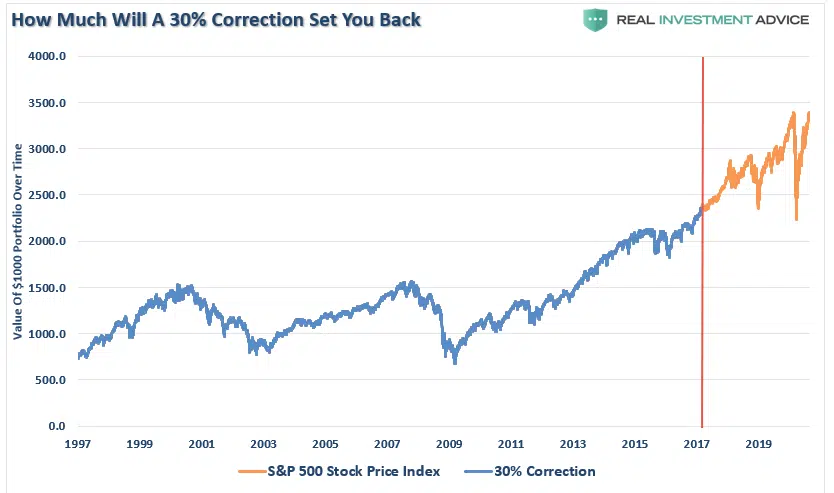 How Much Will A 30% Correction Set You Back
REAL INVESTMENT ADVICE
Value Of $1000 Portfolio Over Time
4000.0
3500.0
3000.0
2500.0
2000.0
1500.0
1000.0
500.0
0.0
1997 1999 2001 2003 2005 2007 2009 2011 2013 2015 2017 2019
S&P 500 Stock Price Index 30% Correction